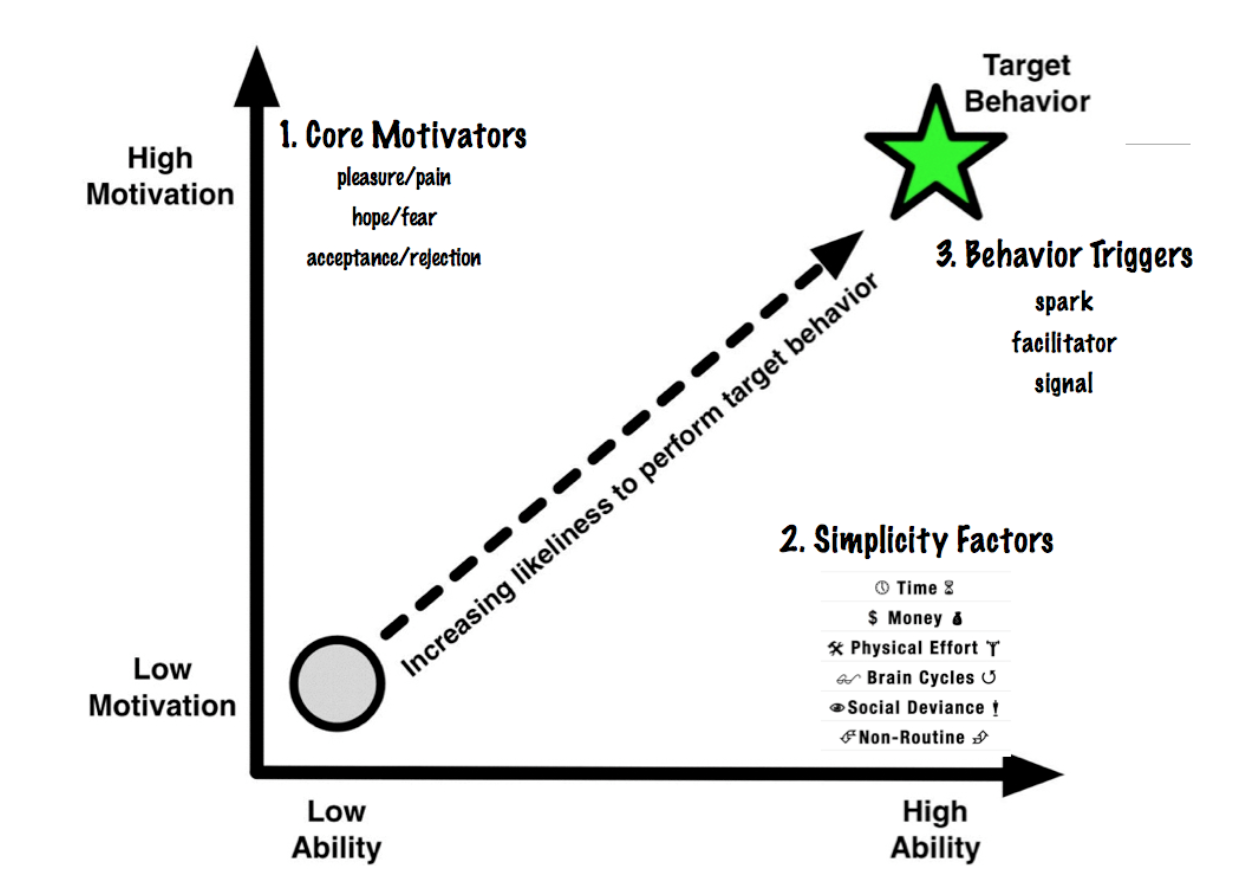 Target
Behavior
1. Core Motivators
High
Motivation
pleasure/pain
hope/fear
acceptance/rejection
3. Behavior Triggers
spark
facilitator
signal
Increasing likeliness to perform target behavior
2. Simplicity Factors
Time
$ Money
Physical Effort
Brain Cycles
Social Deviance
Non-Routine
Low
Motivation
Low
Ability
High
Ability